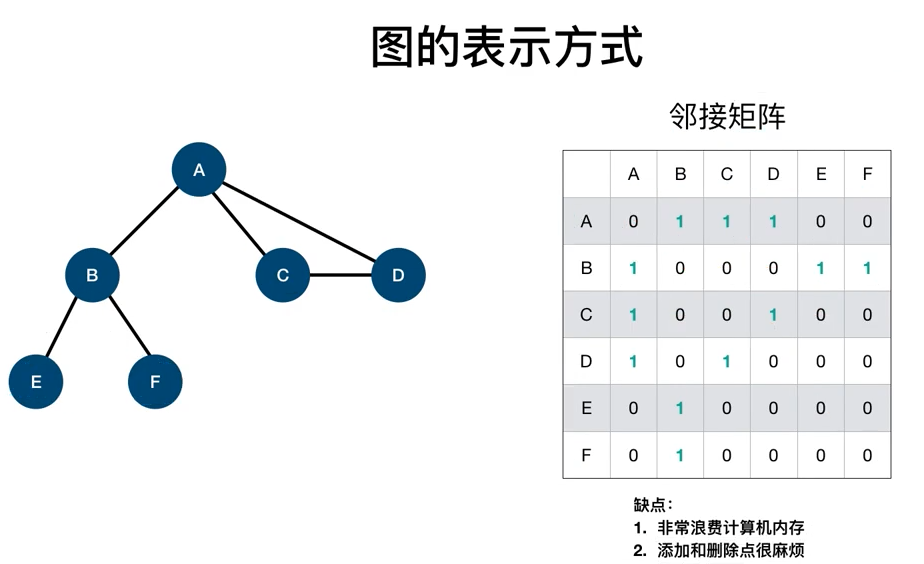 图的表示方式
邻接矩阵
A
B
C
D
E
F
A B C D E F
A 0 1 1 1 0 0
B 1 0 0 0 1 1
C 1 0 0 1 0 0
D 1 0 1 0 0 0
E 0 1 0 0 0 0
F 0 1 0 0 0 0
缺点：
1. 非常浪费计算机内存
2. 添加和删除点很麻烦